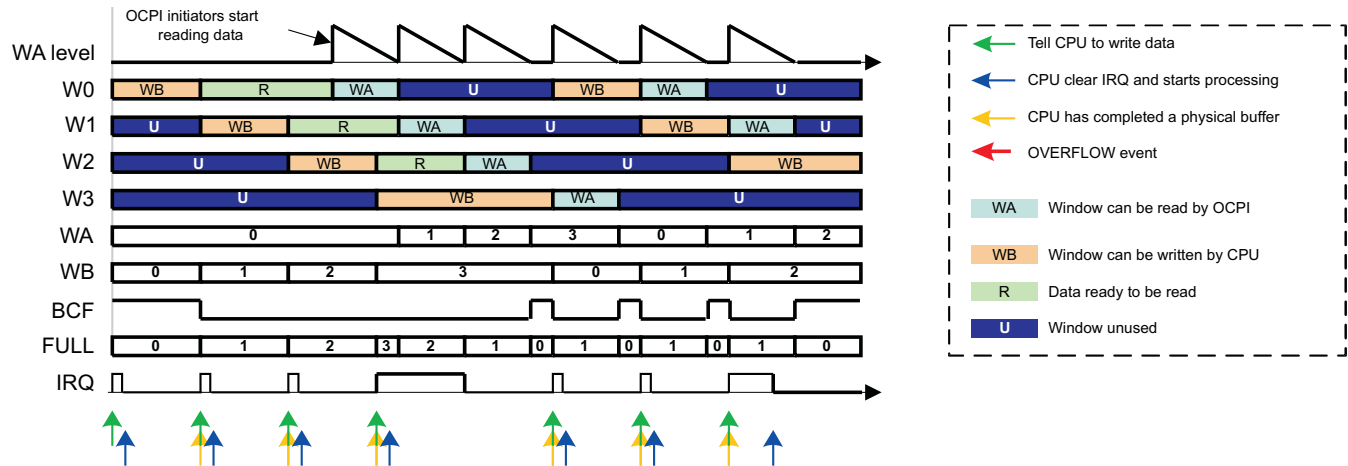 OCPI initiators start
reading data
WA level
W0 WB R WA U WB WA U
W1 U WB R WA U WB WA U
W2 U WB R WA U WB
W3 U WB WA U
WA 0 1 2 3 0 1 2
WB 0 1 2 3 0 1 2
BCF
FULL 0 1 2 3 2 1 0 1 0 1 0 1 0
IRQ
Tell CPU to write data
CPU clear IRQ and starts processing
CPU has completed a physical buffer
OVERFLOW event
WA Window can be read by OCPI
WB Window can be written by CPU
R Data ready to be read
U Window unused